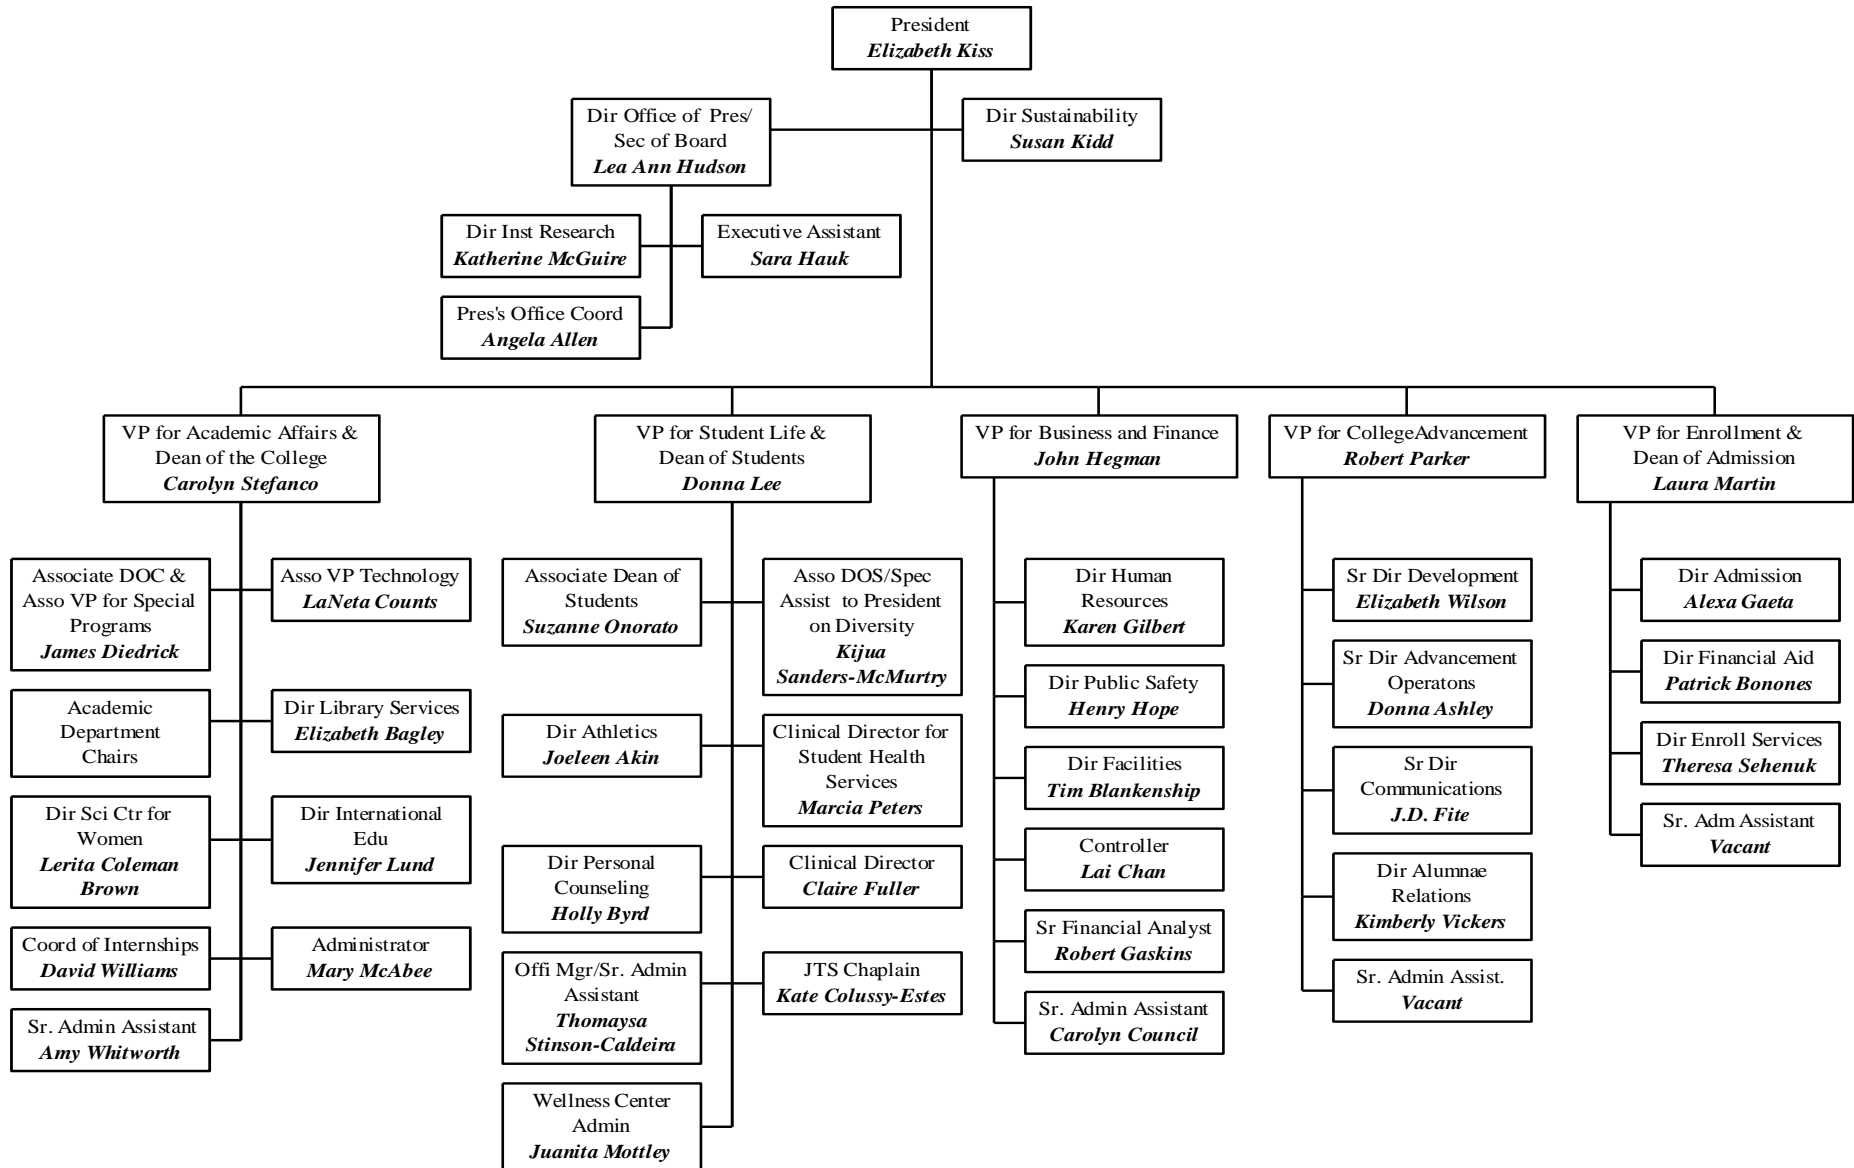 President
Elizabeth Kiss
Dir Office of Pres/
Sec of Board
Lea Ann Hudson
Dir Sustainability
Susan Kidd
Dir Inst Research
Katherine McGuire
Executive Assistant
Sara Hauk
Pres's Office Coord
Angela Allen
VP for Academic Affairs &
Dean of the College
Carolyn Stefanco
VP for Student Life &
Dean of Students
Donna Lee
VP for Business and Finance
John Hegman
VP for CollegeAdvancement
Robert Parker
VP for Enrollment &
Dean of Admission
Laura Martin
Associate DOC &
Asso VP for Special
Programs
James Diedrick
Asso VP Technology
LaNeta Counts
Academic
Department
Chairs
Dir Library Services
Elizabeth Bagley
Dir Sci Ctr for
Women
Lerita Coleman
Brown
Dir International
Edu
Jennifer Lund
Coord of Internships
David Williams
Administrator
Mary McAbee
Sr. Admin Assistant
Amy Whitworth
Associate Dean of
Students
Suzanne Onorato
Asso DOS/Spec
Assist to President
on Diversity
Kijua
Sanders-McMurtry
Dir Athletics
Joeleen Akin
Clinical Director for
Student Health
Services
Marcia Peters
Dir Personal
Counseling
Holly Byrd
Clinical Director
Claire Fuller
Offi Mgr/Sr. Admin
Assistant
Thomaysa
Stinson-Caldeira
JTS Chaplain
Kate Colussy-Estes
Wellness Center
Admin
Juanita Mottley
Dir Human
Resources
Karen Gilbert
Dir Public Safety
Henry Hope
Dir Facilities
Tim Blankenship
Controller
Lai Chan
Sr Financial Analyst
Robert Gaskins
Sr. Admin Assistant
Carolyn Council
Sr Dir Development
Elizabeth Wilson
Sr Dir Advancement
Operatons
Donna Ashley
Sr Dir
Communications
J.D. Fite
Dir Alumnae
Relations
Kimberly Vickers
Sr. Admin Assist.
Vacant
Dir Admission
Alexa Gaeta
Dir Financial Aid
Patrick Bonones
Dir Enroll Services
Theresa Sehenuk
Sr. Adm Assistant
Vacant